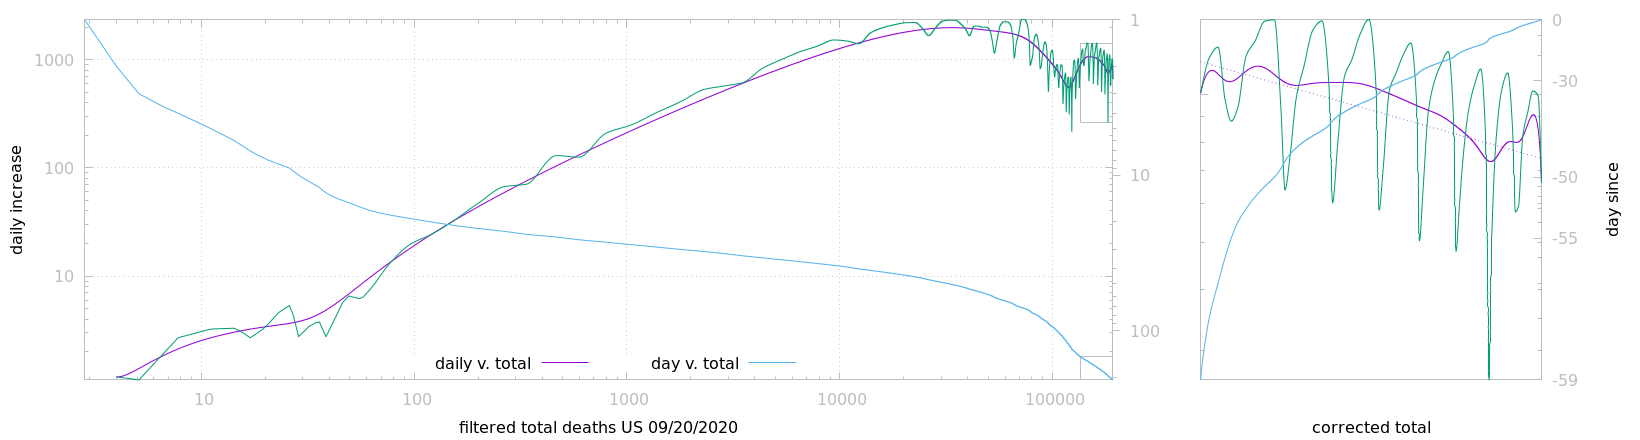 1000
100
10
daily increase
10
100
1000
10000
100000
1
10
100
daily v. total
day v. total
filtered total deaths US 09/20/2020
0
-30
-50
-55
-59
day since
corrected total